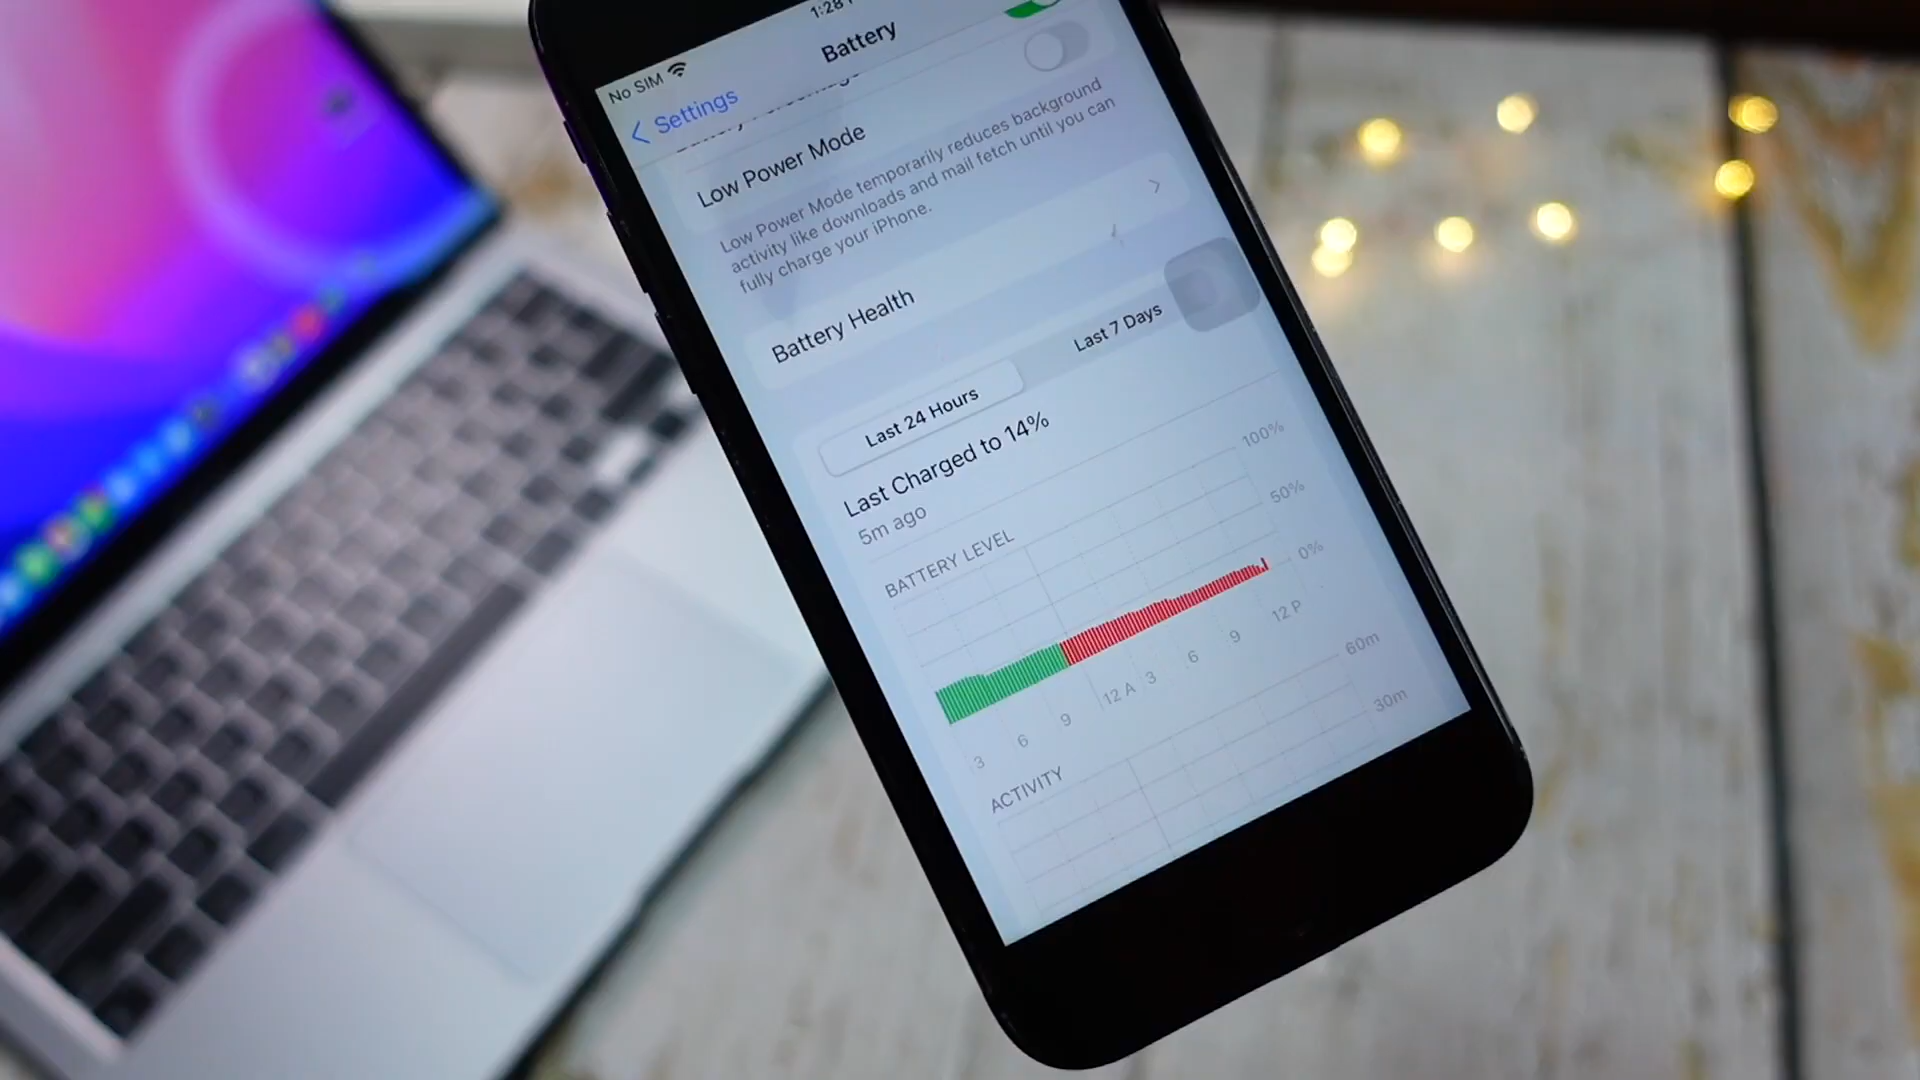 1:28
No SIM
Battery
Settings
Low Power Mode
Low Power Mode temporarily reduces background
activity like downloads and mail fetch until you can
fully charge your iPhone.
Battery Health
Last 24 Hours
Last 7 Days
Last Charged to 14%
5m ago
BATTERY LEVEL
100%
50%
0%
3 6 9 12 A 3 6 9 12 P
ACTIVITY
60m
30m